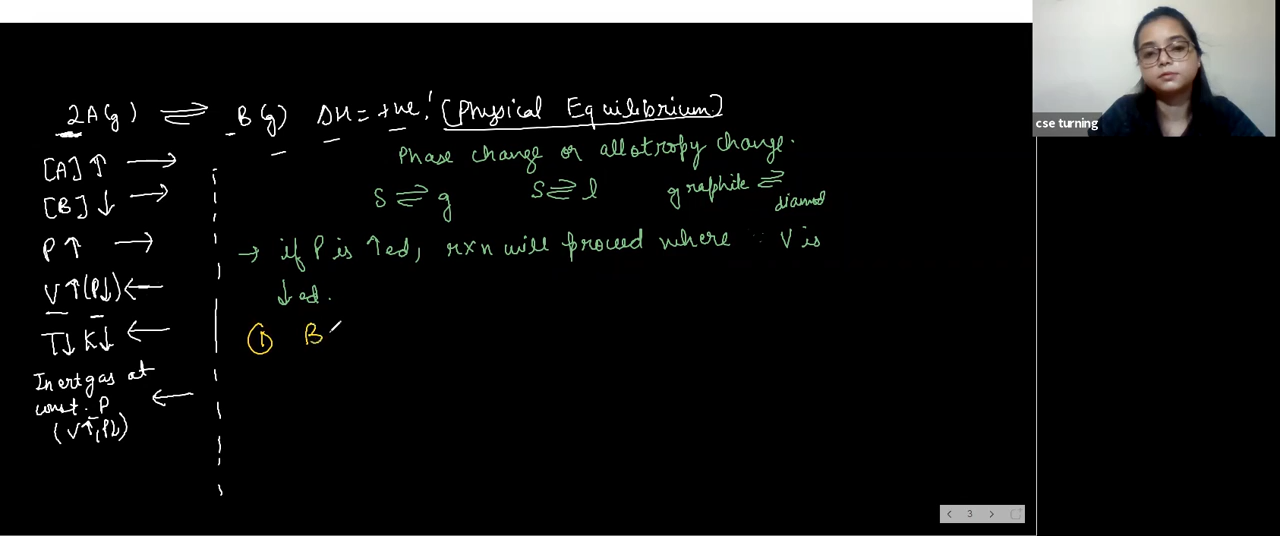 2A(g) ⇌ B(g) ΔH = +ve! [Physical Equilibrium]
Phase change or allotropy change.
S ⇌ g S ⇌ l graphite ⇌ diamond
→ if P is ↑ed, rxn will proceed where V is
↓ed.
① B
[A] ↑ →
[B] ↓ →
P ↑ →
V ↑ (P↓) ←
T↓ K↓ ←
Inert gas at
const. P ←
(V↑, P↓)
cse turning
3